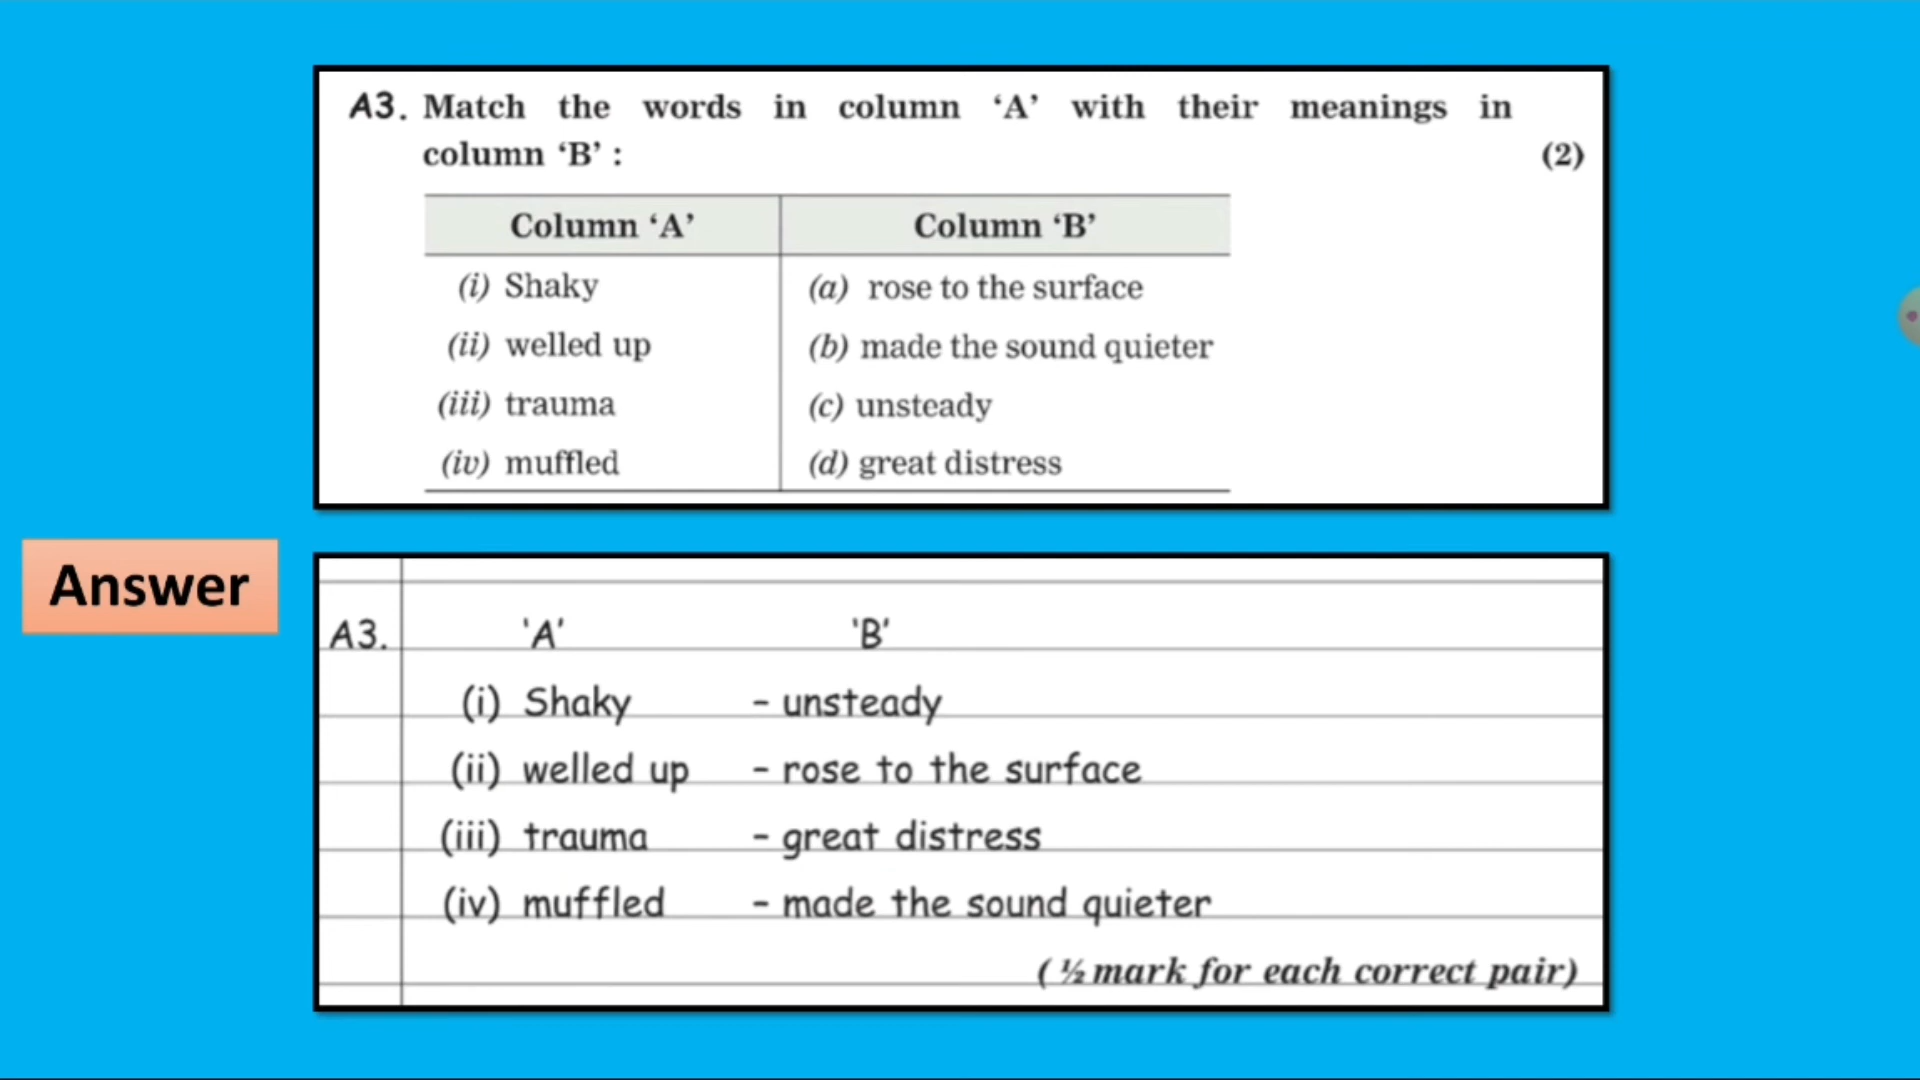 A3. Match the words in column ‘A’ with their meanings in
column ‘B’ : (2)
Column ‘A’ Column ‘B’
(i) Shaky (a) rose to the surface
(ii) welled up (b) made the sound quieter
(iii) trauma (c) unsteady
(iv) muffled (d) great distress
Answer
A3. ‘A’ ‘B’
(i) Shaky – unsteady
(ii) welled up – rose to the surface
(iii) trauma – great distress
(iv) muffled – made the sound quieter
( ½ mark for each correct pair)